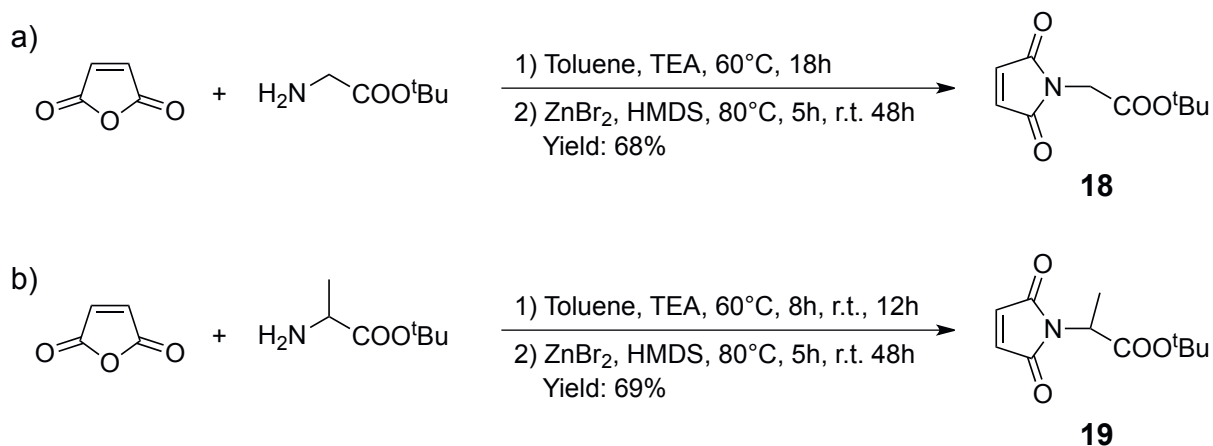 a)
O O O
+
H₂N COOᵗBu
1) Toluene, TEA, 60°C, 18h
2) ZnBr₂, HMDS, 80°C, 5h, r.t. 48h
Yield: 68%
O
N COOᵗBu
O
18
b)
O O O
+
H₂N COOᵗBu
1) Toluene, TEA, 60°C, 8h, r.t., 12h
2) ZnBr₂, HMDS, 80°C, 5h, r.t. 48h
Yield: 69%
O
N COOᵗBu
O
19